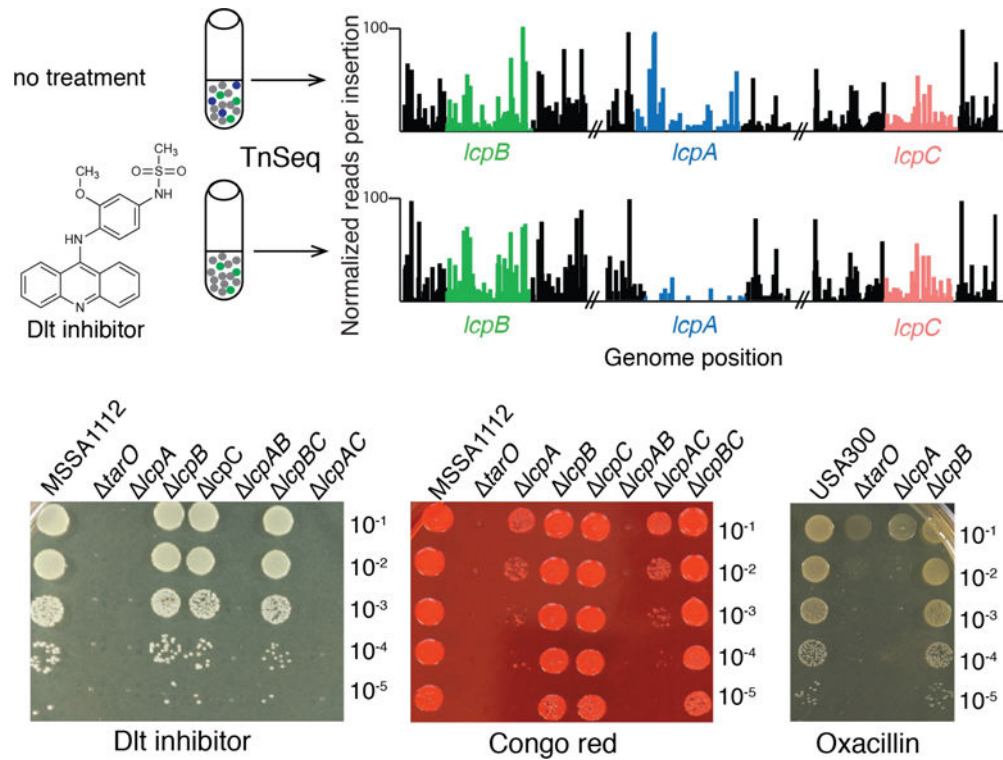 no treatment
TnSeq
CH₃
O=S=O
CH₃
O
NH
HN
N
Dlt inhibitor
Normalized reads per insertion
100
lcpB
lcpA
lcpC
100
lcpB
lcpA
lcpC
Genome position
MSSA1112
ΔtarO
ΔlcpA
ΔlcpB
ΔlcpC
ΔlcpAB
ΔlcpBC
ΔlcpAC
10⁻¹
10⁻²
10⁻³
10⁻⁴
10⁻⁵
Dlt inhibitor
MSSA1112
ΔtarO
ΔlcpA
ΔlcpB
ΔlcpC
ΔlcpAB
ΔlcpAC
ΔlcpBC
10⁻¹
10⁻²
10⁻³
10⁻⁴
10⁻⁵
Congo red
USA300
ΔtarO
ΔlcpA
ΔlcpB
10⁻¹
10⁻²
10⁻³
10⁻⁴
10⁻⁵
Oxacillin